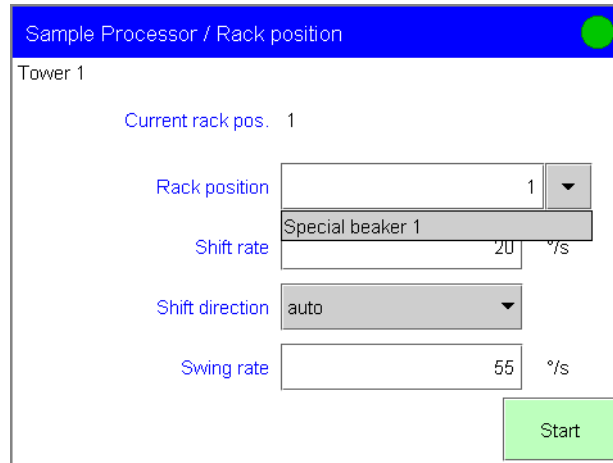 Sample Processor / Rack position
Tower 1
Current rack pos. 1
Rack position 1
Special beaker 1
Shift rate 20 °/s
Shift direction auto
Swing rate 55 °/s
Start